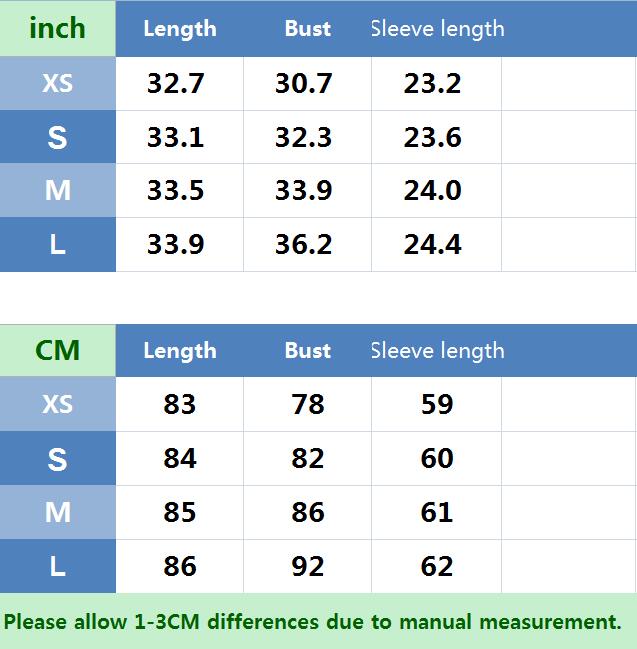 inch Length Bust Sleeve length
XS 32.7 30.7 23.2
S 33.1 32.3 23.6
M 33.5 33.9 24.0
L 33.9 36.2 24.4
CM Length Bust Sleeve length
XS 83 78 59
S 84 82 60
M 85 86 61
L 86 92 62
Please allow 1-3CM differences due to manual measurement.